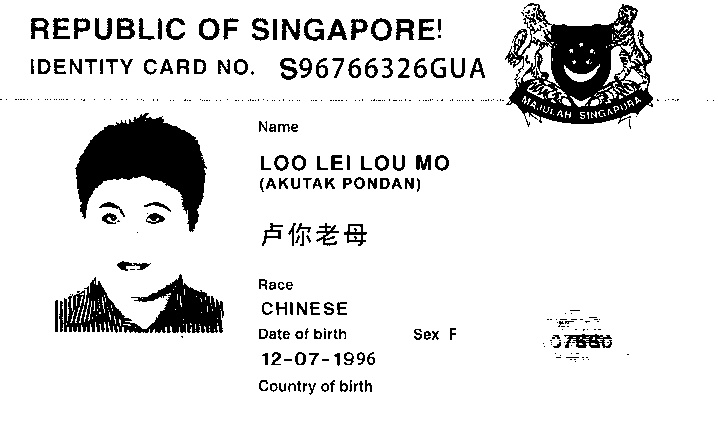 REPUBLIC OF SINGAPORE!
IDENTITY CARD NO. S96766326GUA
MAJULAH SINGAPURA
Name
LOO LEI LOU MO
(AKUTAK PONDAN)
卢你老母
Race
CHINESE
Date of birth Sex F
12-07-1996
Country of birth